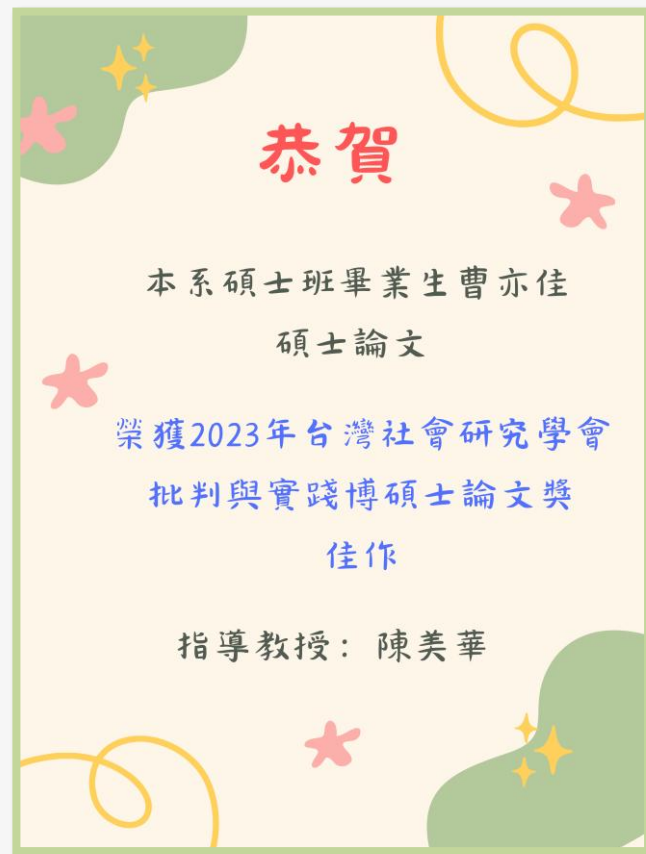 恭賀
本系碩士班畢業生曹亦佳
碩士論文
榮獲2023年台灣社會研究學會
批判與實踐博碩士論文獎
佳作
指導教授：陳美華